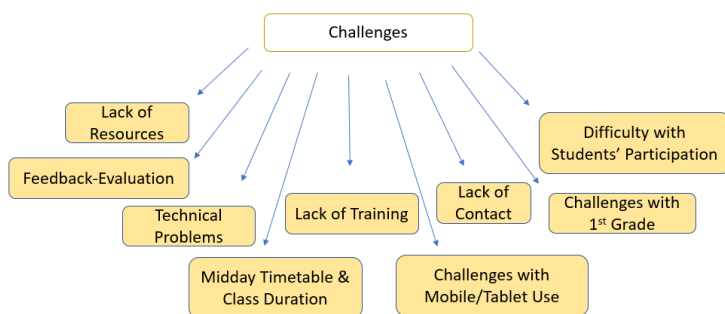 Challenges
Lack of
Resources
Difficulty with
Students' Participation
Feedback-Evaluation
Technical
Problems
Lack of Training
Lack of
Contact
Challenges with
1st Grade
Midday Timetable &
Class Duration
Challenges with
Mobile/Tablet Use